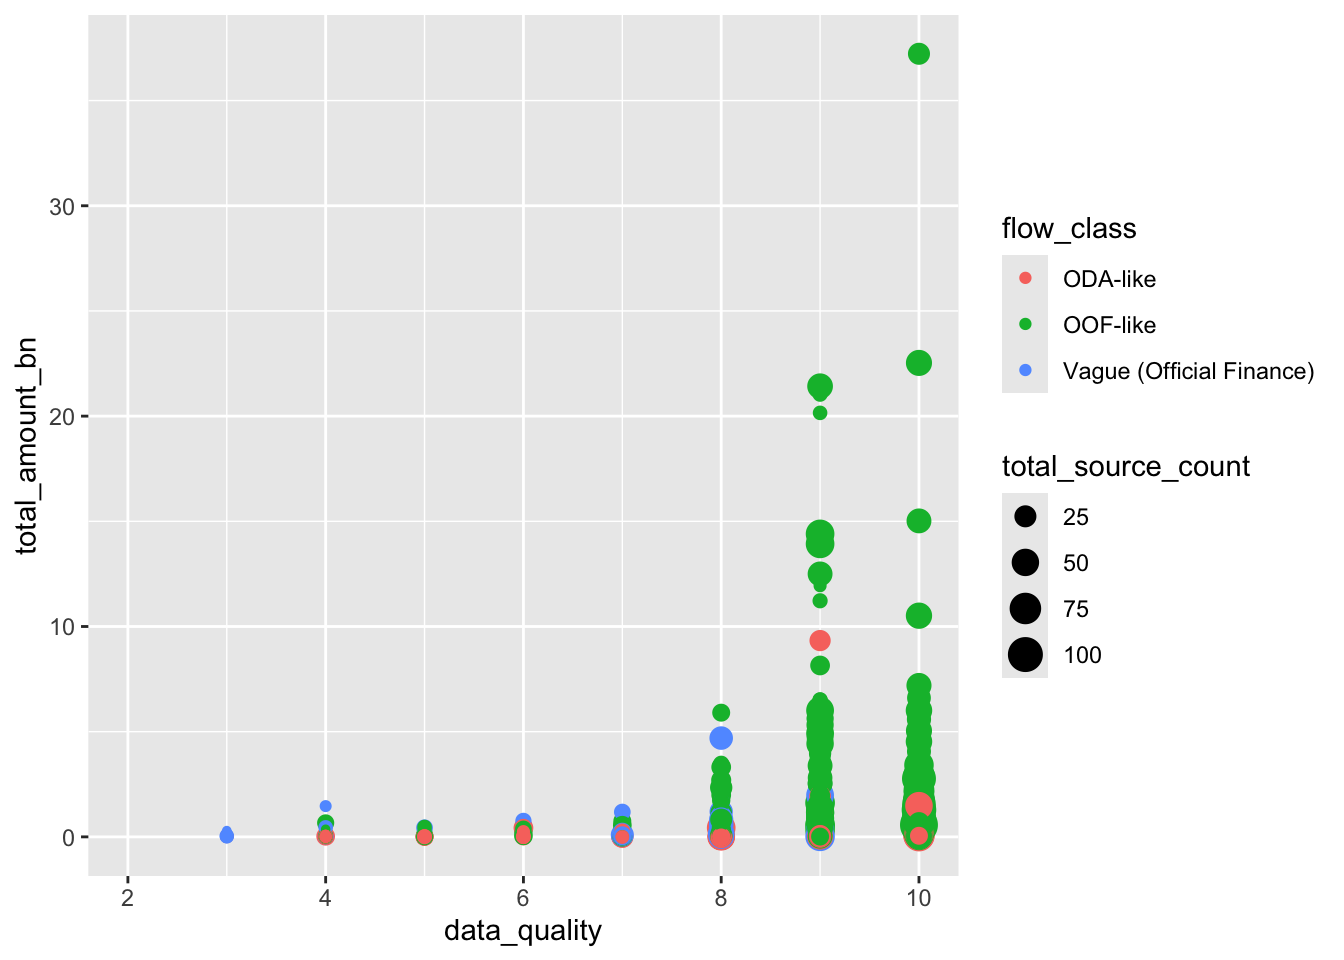 total_amount_bn
30
20
10
0
2 4 6 8 10
data_quality
flow_class
ODA-like
OOF-like
Vague (Official Finance)
total_source_count
25
50
75
100